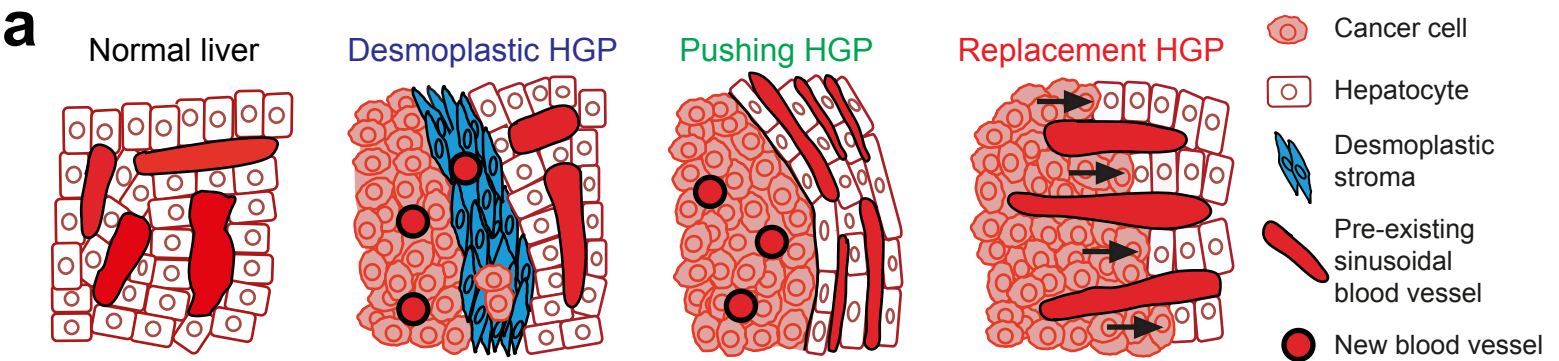 a
Normal liver
Desmoplastic HGP
Pushing HGP
Replacement HGP
Cancer cell
Hepatocyte
Desmoplastic
stroma
Pre-existing
sinusoidal
blood vessel
New blood vessel